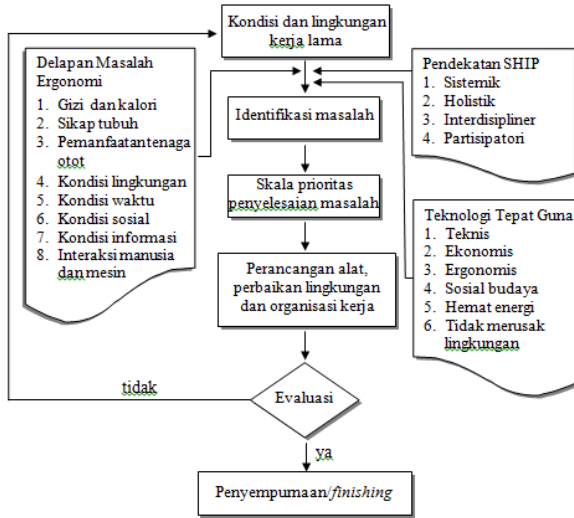 Kondisi dan lingkungan
kerja lama
Delapan Masalah
Ergonomi
1. Gizi dan kalori
2. Sikap tubuh
3. Pemanfaatantenaga
otot
4. Kondisi lingkungan
5. Kondisi waktu
6. Kondisi sosial
7. Kondisi informasi
8. Interaksi manusia
dan mesin
Pendekatan SHIP
1. Sistemik
2. Holistik
3. Interdisipliner
4. Partisipatori
Identifikasi masalah
Skala prioritas
penyelesaian masalah
Teknologi Tepat Guna
1. Teknis
2. Ekonomis
3. Ergonomis
4. Sosial budaya
5. Hemat energi
6. Tidak merusak
lingkungan
Perancangan alat,
perbaikan lingkungan
dan organisasi kerja
tidak
Evaluasi
ya
Penyempurnaan/finishing